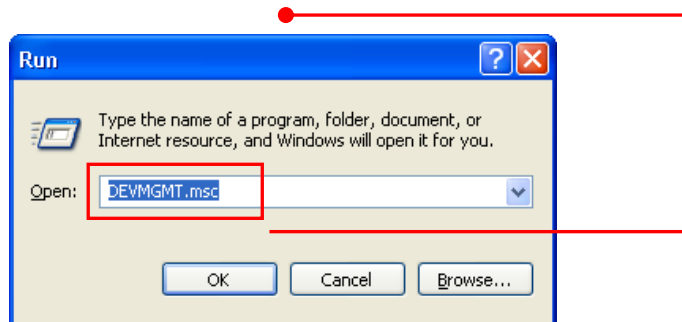 Run
Type the name of a program, folder, document, or
Internet resource, and Windows will open it for you.
Open: DEVMGMT.msc
OK Cancel Browse...